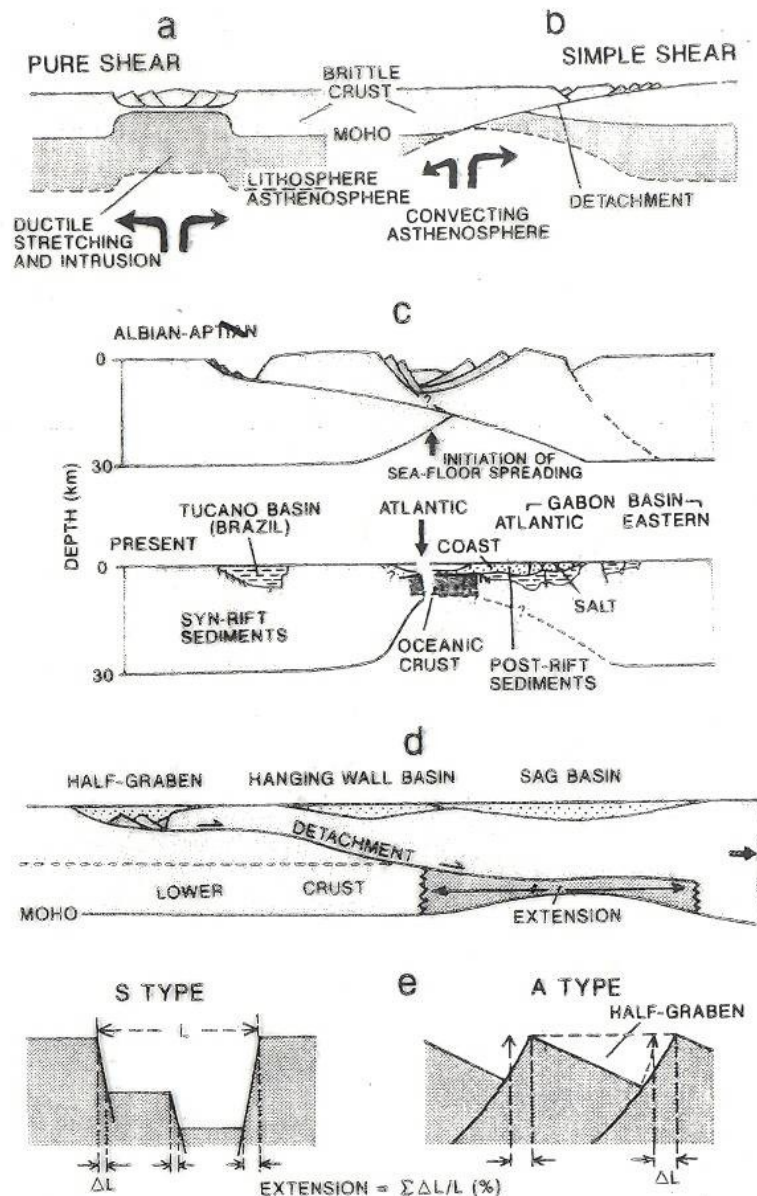 a
b
PURE SHEAR
SIMPLE SHEAR
BRITTLE
CRUST
MOHO
LITHOSPHERE
ASTHENOSPHERE
DUCTILE
STRETCHING
AND INTRUSION
CONVECTING
ASTHENOSPHERE
DETACHMENT
c
ALBIAN-APTIAN
0
?
30
INITIATION OF
SEA-FLOOR SPREADING
DEPTH (km)
TUCANO BASIN
(BRAZIL)
ATLANTIC
GABON BASIN
ATLANTIC EASTERN
PRESENT
COAST
0
SYN-RIFT
SEDIMENTS
SALT
?
OCEANIC
CRUST
POST-RIFT
SEDIMENTS
30
d
HALF-GRABEN
HANGING WALL BASIN
SAG BASIN
DETACHMENT
LOWER CRUST
MOHO
EXTENSION
e
S TYPE
A TYPE
L
HALF-GRABEN
ΔL
EXTENSION = ΣΔL/L (%)
ΔL